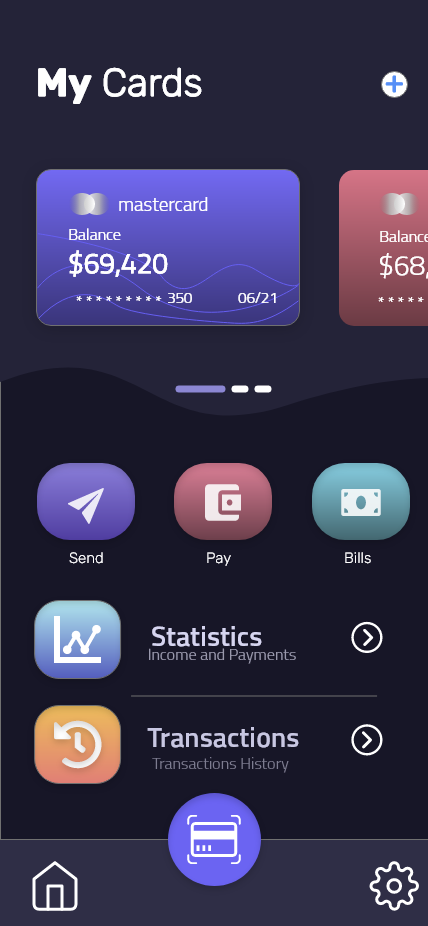 My Cards
mastercard
Balance
$69,420
* * * * * * * * * 350 06/21
Balance
$68,
* * * * *
Send Pay Bills
Statistics
Income and Payments
Transactions
Transactions History